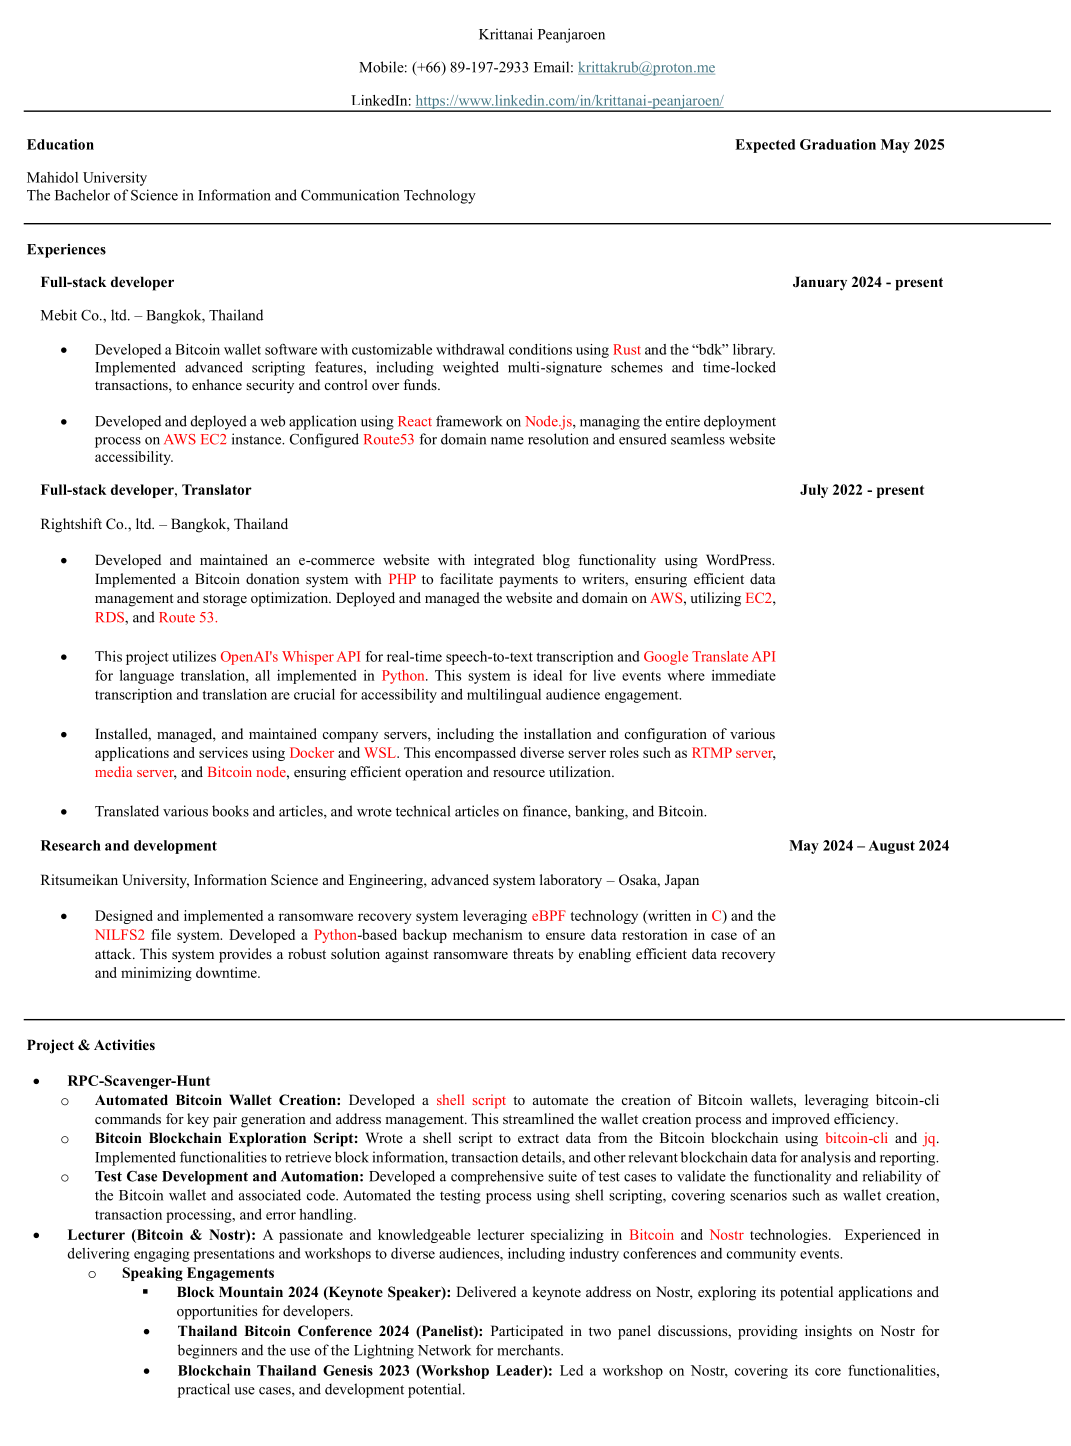 Krittanai Peanjaroen
Mobile: (+66) 89-197-2933 Email: krittakrub@proton.me
LinkedIn: https://www.linkedin.com/in/krittanai-peanjaroen/
Education Expected Graduation May 2025
Mahidol University
The Bachelor of Science in Information and Communication Technology
Experiences
Full-stack developer January 2024 - present
Mebit Co., ltd. – Bangkok, Thailand
• Developed a Bitcoin wallet software with customizable withdrawal conditions using Rust and the “bdk” library.
Implemented advanced scripting features, including weighted multi-signature schemes and time-locked
transactions, to enhance security and control over funds.
• Developed and deployed a web application using React framework on Node.js, managing the entire deployment
process on AWS EC2 instance. Configured Route53 for domain name resolution and ensured seamless website
accessibility.
Full-stack developer, Translator July 2022 - present
Rightshift Co., ltd. – Bangkok, Thailand
• Developed and maintained an e-commerce website with integrated blog functionality using WordPress.
Implemented a Bitcoin donation system with PHP to facilitate payments to writers, ensuring efficient data
management and storage optimization. Deployed and managed the website and domain on AWS, utilizing EC2,
RDS, and Route 53.
• This project utilizes OpenAI's Whisper API for real-time speech-to-text transcription and Google Translate API
for language translation, all implemented in Python. This system is ideal for live events where immediate
transcription and translation are crucial for accessibility and multilingual audience engagement.
• Installed, managed, and maintained company servers, including the installation and configuration of various
applications and services using Docker and WSL. This encompassed diverse server roles such as RTMP server,
media server, and Bitcoin node, ensuring efficient operation and resource utilization.
• Translated various books and articles, and wrote technical articles on finance, banking, and Bitcoin.
Research and development May 2024 – August 2024
Ritsumeikan University, Information Science and Engineering, advanced system laboratory – Osaka, Japan
• Designed and implemented a ransomware recovery system leveraging eBPF technology (written in C) and the
NILFS2 file system. Developed a Python-based backup mechanism to ensure data restoration in case of an
attack. This system provides a robust solution against ransomware threats by enabling efficient data recovery
and minimizing downtime.
Project & Activities
• RPC-Scavenger-Hunt
o Automated Bitcoin Wallet Creation: Developed a shell script to automate the creation of Bitcoin wallets, leveraging bitcoin-cli
commands for key pair generation and address management. This streamlined the wallet creation process and improved efficiency.
o Bitcoin Blockchain Exploration Script: Wrote a shell script to extract data from the Bitcoin blockchain using bitcoin-cli and jq.
Implemented functionalities to retrieve block information, transaction details, and other relevant blockchain data for analysis and reporting.
o Test Case Development and Automation: Developed a comprehensive suite of test cases to validate the functionality and reliability of
the Bitcoin wallet and associated code. Automated the testing process using shell scripting, covering scenarios such as wallet creation,
transaction processing, and error handling.
• Lecturer (Bitcoin & Nostr): A passionate and knowledgeable lecturer specializing in Bitcoin and Nostr technologies. Experienced in
delivering engaging presentations and workshops to diverse audiences, including industry conferences and community events.
o Speaking Engagements
▪ Block Mountain 2024 (Keynote Speaker): Delivered a keynote address on Nostr, exploring its potential applications and
opportunities for developers.
• Thailand Bitcoin Conference 2024 (Panelist): Participated in two panel discussions, providing insights on Nostr for
beginners and the use of the Lightning Network for merchants.
• Blockchain Thailand Genesis 2023 (Workshop Leader): Led a workshop on Nostr, covering its core functionalities,
practical use cases, and development potential.